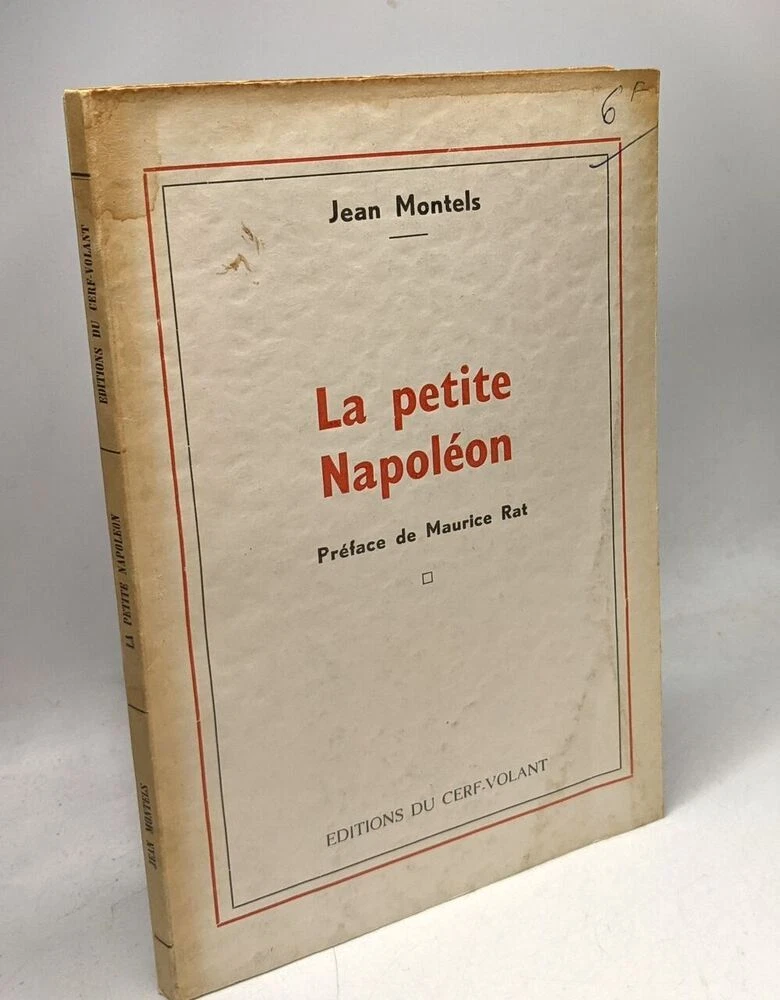 6 F
Jean Montels
La petite
Napoléon
Préface de Maurice Rat
EDITIONS DU CERF-VOLANT
EDITIONS DU CERF-VOLANT
LA PETITE NAPOLEON
JEAN MONTELS